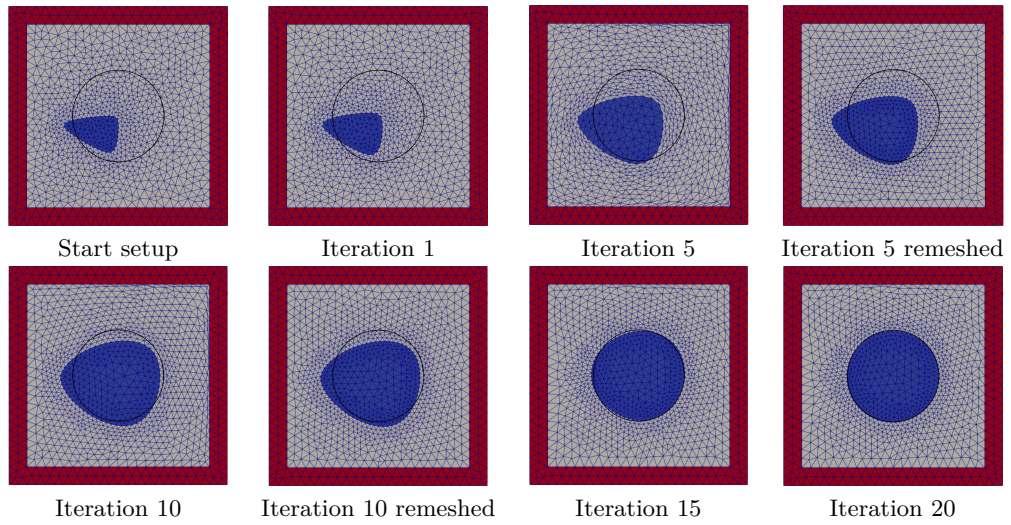 Start setup
Iteration 1
Iteration 5
Iteration 5 remeshed
Iteration 10
Iteration 10 remeshed
Iteration 15
Iteration 20